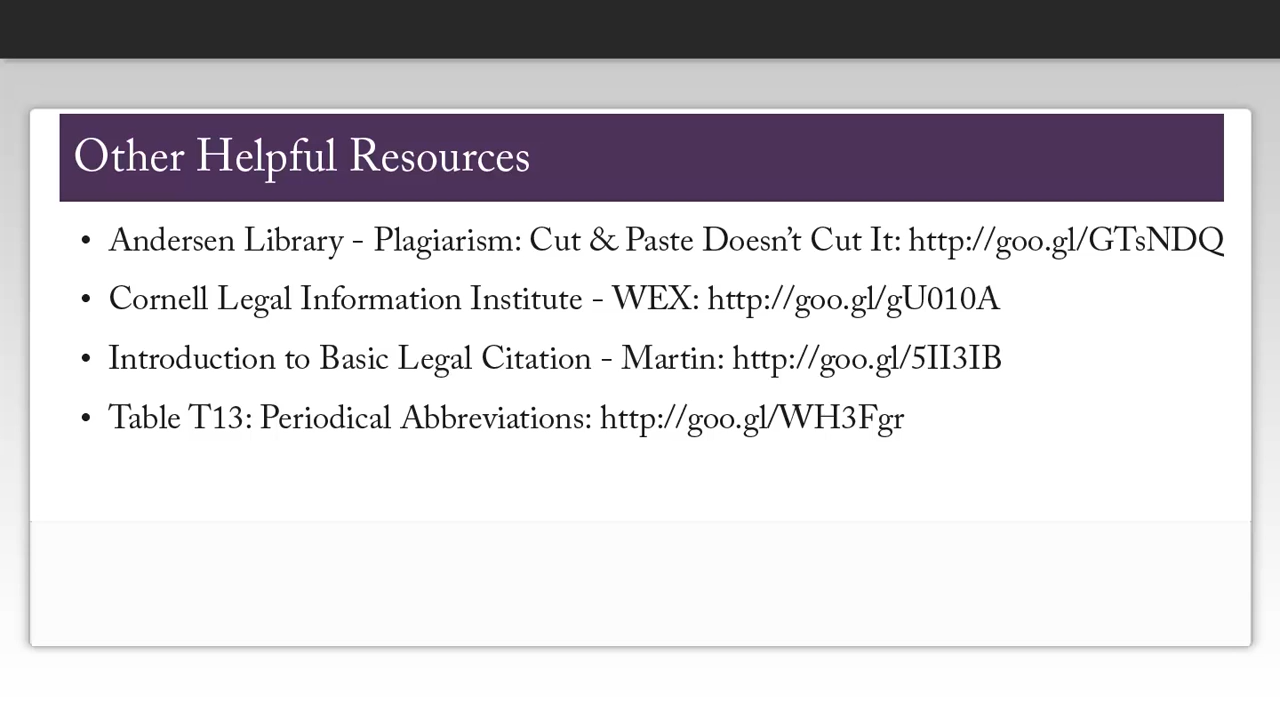 Other Helpful Resources
• Andersen Library - Plagiarism: Cut & Paste Doesn’t Cut It: http://goo.gl/GTsNDQ
• Cornell Legal Information Institute - WEX: http://goo.gl/gU010A
• Introduction to Basic Legal Citation - Martin: http://goo.gl/5II3IB
• Table T13: Periodical Abbreviations: http://goo.gl/WH3Fgr